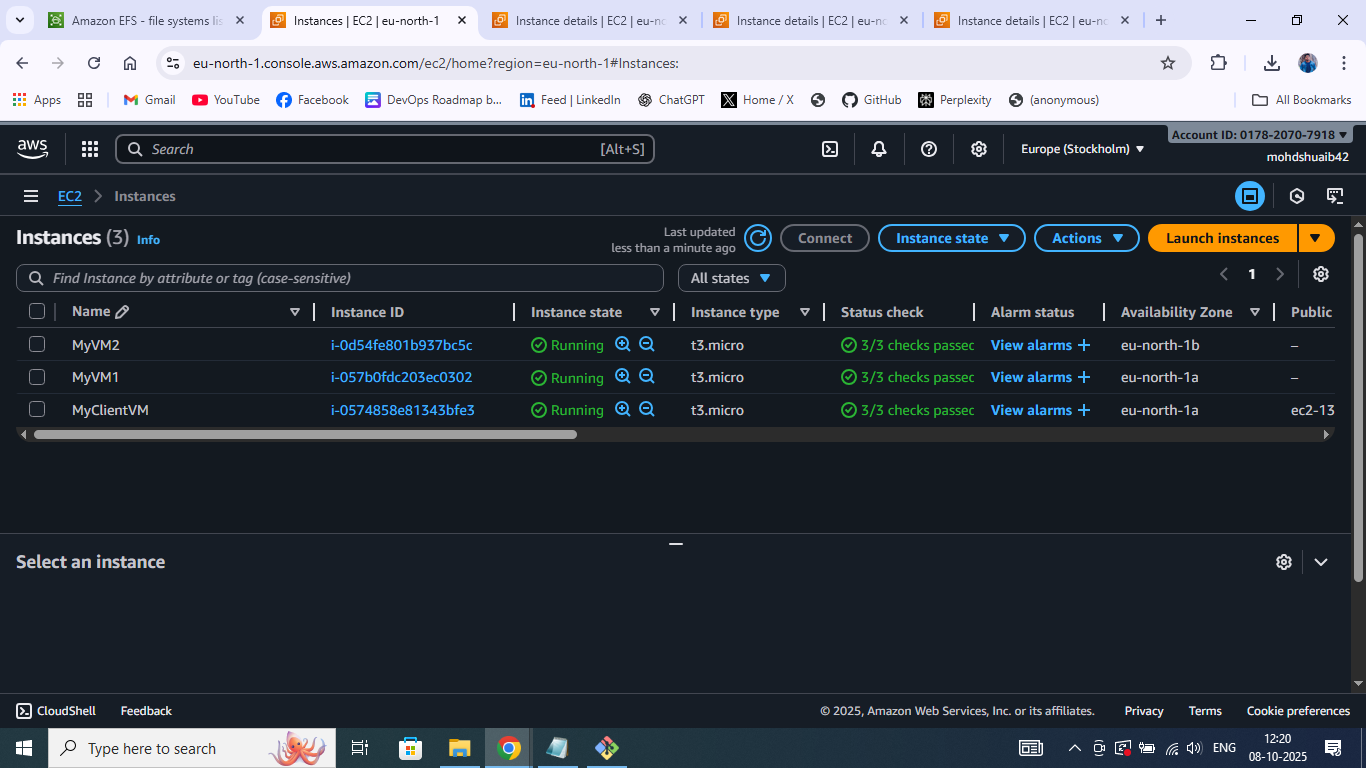 Amazon EFS - file systems lis
Instances | EC2 | eu-north-1
Instance details | EC2 | eu-no
Instance details | EC2 | eu-no
Instance details | EC2 | eu-no
eu-north-1.console.aws.amazon.com/ec2/home?region=eu-north-1#Instances:
Apps Gmail YouTube Facebook DevOps Roadmap b... Feed | LinkedIn ChatGPT Home / X GitHub Perplexity (anonymous) All Bookmarks
aws Search [Alt+S] Europe (Stockholm) Account ID: 0178-2070-7918
mohdshuaib42
EC2 Instances
Instances (3) Info
Last updated
less than a minute ago
Connect Instance state Actions Launch instances
Find Instance by attribute or tag (case-sensitive) All states 1
Name Instance ID Instance state Instance type Status check Alarm status Availability Zone Public
MyVM2 i-0d54fe801b937bc5c Running t3.micro 3/3 checks passed View alarms + eu-north-1b –
MyVM1 i-057b0fdc203ec0302 Running t3.micro 3/3 checks passed View alarms + eu-north-1a –
MyClientVM i-0574858e81343bfe3 Running t3.micro 3/3 checks passed View alarms + eu-north-1a ec2-13
Select an instance
CloudShell Feedback © 2025, Amazon Web Services, Inc. or its affiliates. Privacy Terms Cookie preferences
Type here to search ENG 12:20
08-10-2025